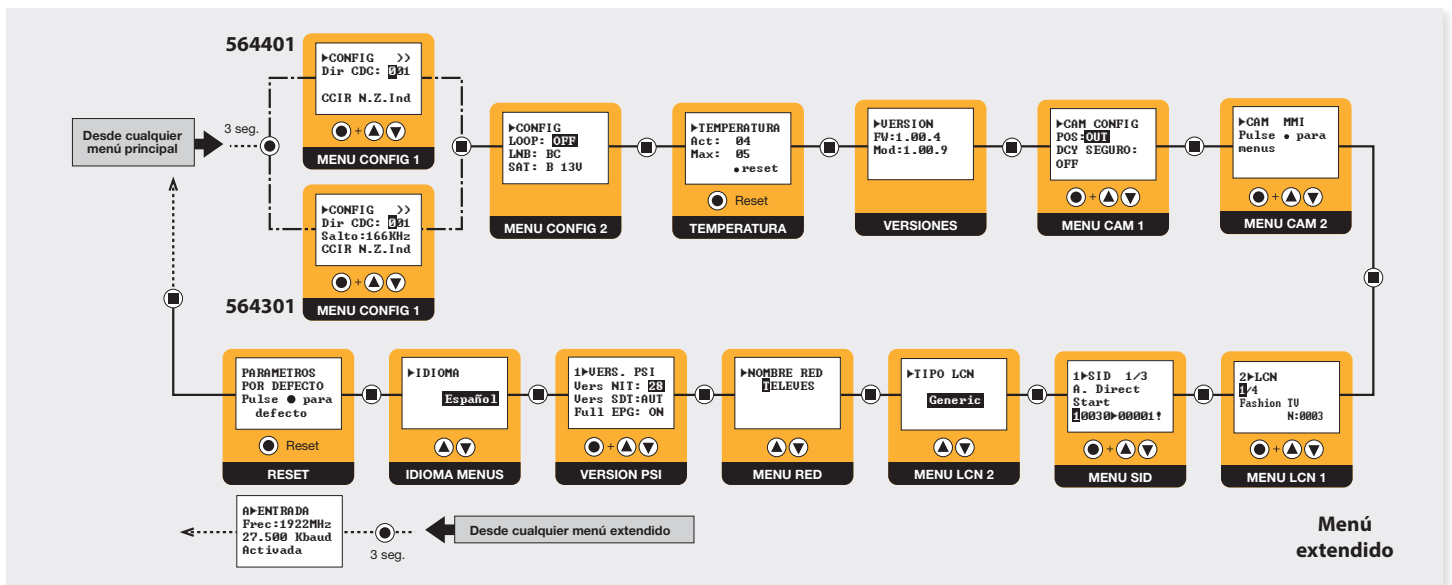 564401
▶CONFIG >>
Dir CDC: 001
CCIR N.Z.Ind
● + ▲ ▼
MENU CONFIG 1
Desde cualquier
menú principal
3 seg.
▶CONFIG >>
Dir CDC: 001
Salto:166KHz
CCIR N.Z.Ind
● + ▲ ▼
564301
MENU CONFIG 1
▶CONFIG
LOOP: OFF
LNB: BC
SAT: B 13V
MENU CONFIG 2
▶TEMPERATURA
Act: 04
Max: 05
●reset
Reset
TEMPERATURA
▶VERSION
FW:1.00.4
Mod:1.00.9
VERSIONES
▶CAM CONFIG
POS:OUT
DCY SEGURO:
OFF
● + ▲ ▼
MENU CAM 1
▶CAM MMI
Pulse ● para
menus
● + ▲ ▼
MENU CAM 2
PARAMETROS
POR DEFECTO
Pulse ● para
defecto
Reset
RESET
▶IDIOMA
Español
▲ ▼
IDIOMA MENUS
1▶VERS. PSI
Vers NIT: 28
Vers SDT:AUT
Full EPG: ON
● + ▲ ▼
VERSION PSI
▶NOMBRE RED
TELEVES
▲ ▼
MENU RED
▶TIPO LCN
Generic
▲ ▼
MENU LCN 2
1▶SID 1/3
A. Direct
Start
10030▶00001!
● + ▲ ▼
MENU SID
2▶LCN
1/4
Fashion TV
N:0003
● + ▲ ▼
MENU LCN 1
A▶ENTRADA
Frec:1922MHz
27.500 Kbaud
Activada
3 seg.
Desde cualquier menú extendido
Menú
extendido